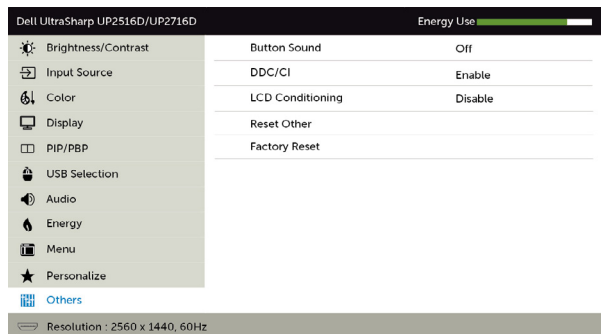 Dell UltraSharp UP2516D/UP2716D Energy Use
Brightness/Contrast Button Sound Off
Input Source DDC/CI Enable
Color LCD Conditioning Disable
Display Reset Other
PIP/PBP Factory Reset
USB Selection
Audio
Energy
Menu
Personalize
Others
Resolution : 2560 x 1440, 60Hz